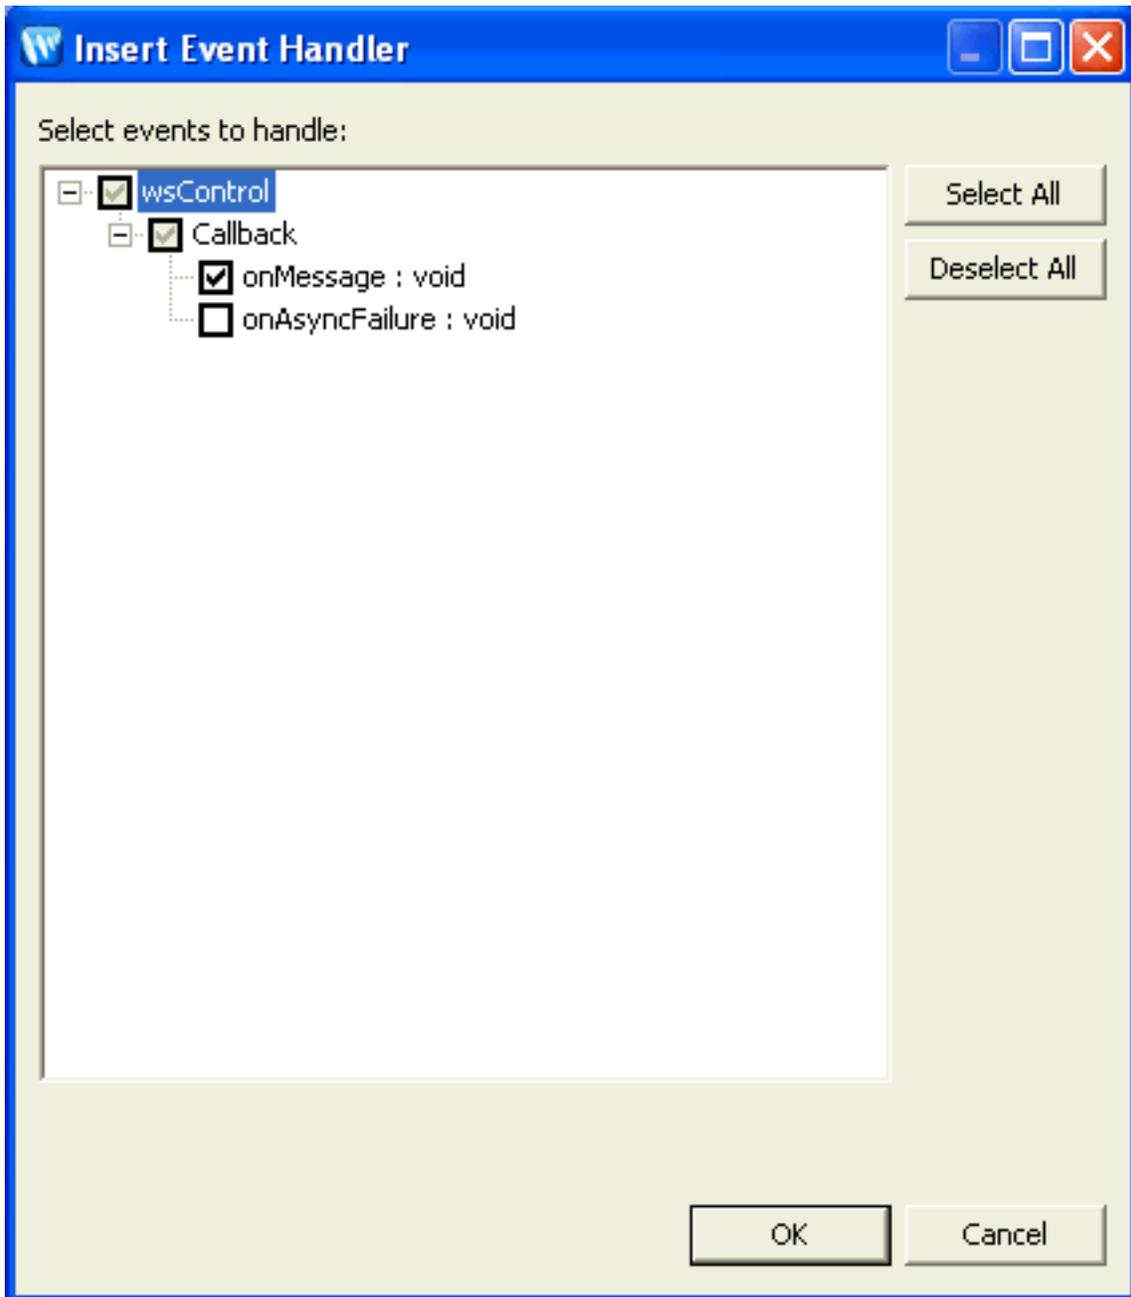 Insert Event Handler
Select events to handle:
wsControl
Callback
onMessage : void
onAsyncFailure : void
Select All
Deselect All
OK
Cancel